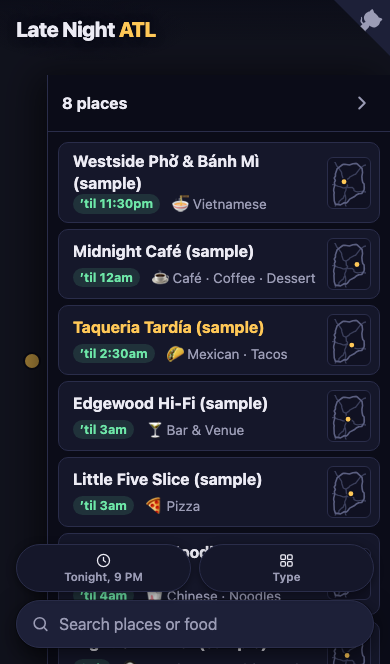 Late Night ATL
8 places
Westside Phở & Bánh Mì
(sample)
’til 11:30pm Vietnamese
Midnight Café (sample)
’til 12am Café · Coffee · Dessert
Taqueria Tardía (sample)
’til 2:30am Mexican · Tacos
Edgewood Hi-Fi (sample)
’til 3am Bar & Venue
Little Five Slice (sample)
’til 3am Pizza
Tonight, 9 PM Type
’til 4am Chinese · Noodles
Search places or food